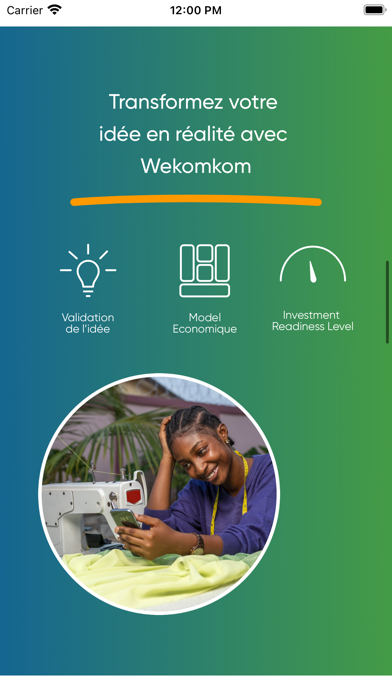 Carrier 12:00 PM
Transformez votre
idée en réalité avec
Wekomkom
Validation
de l'idée
Model
Economique
Investment
Readiness Level